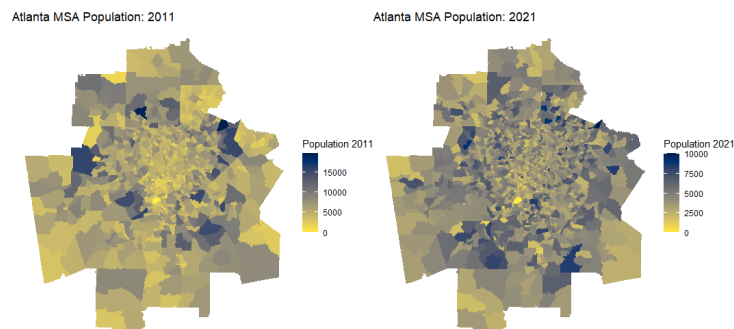 Atlanta MSA Population: 2011
Atlanta MSA Population: 2021
Population 2011
15000
10000
5000
0
Population 2021
10000
7500
5000
2500
0